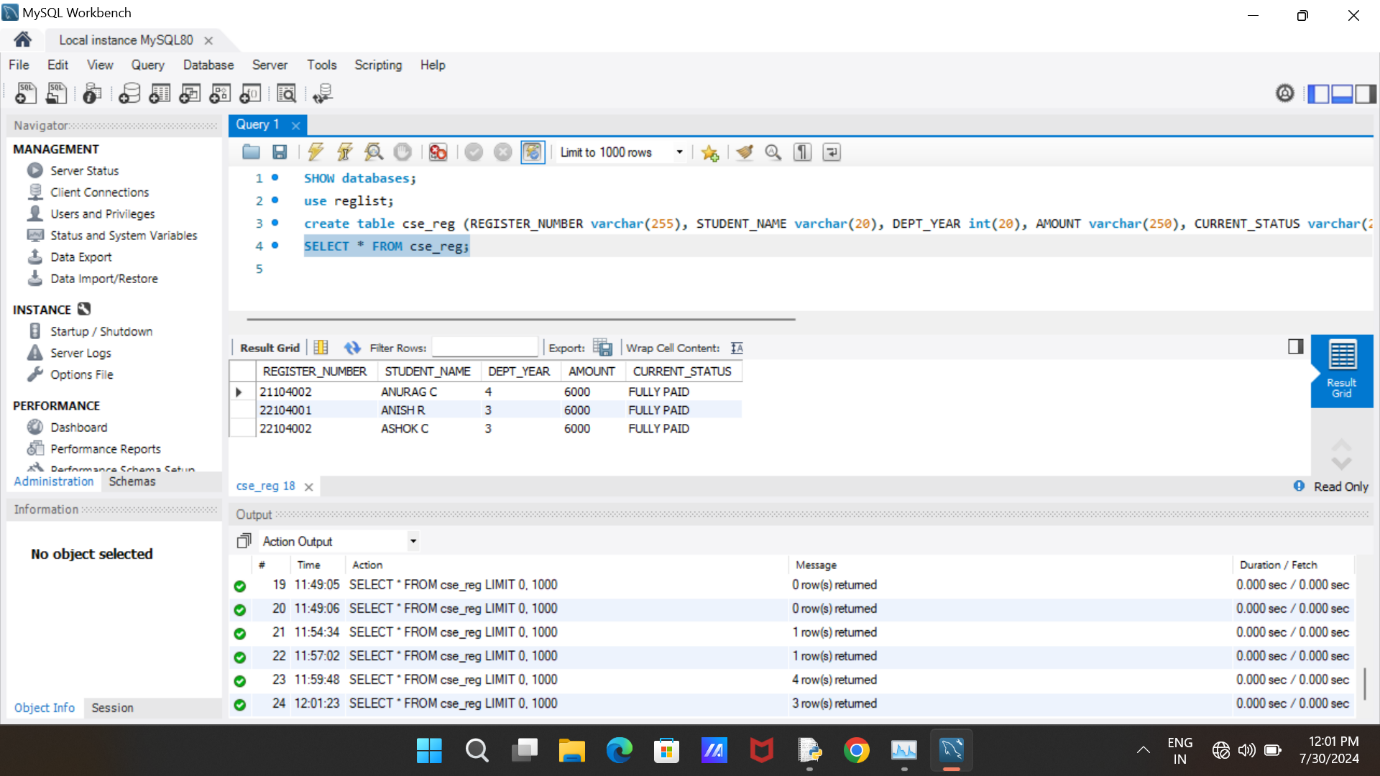 MySQL Workbench
Local instance MySQL80
File Edit View Query Database Server Tools Scripting Help
Navigator
MANAGEMENT
Server Status
Client Connections
Users and Privileges
Status and System Variables
Data Export
Data Import/Restore
INSTANCE
Startup / Shutdown
Server Logs
Options File
PERFORMANCE
Dashboard
Performance Reports
Performance Schema Setup
Administration Schemas
Information
No object selected
Object Info Session
Query 1
Limit to 1000 rows
1 SHOW databases;
2 use reglist;
3 create table cse_reg (REGISTER_NUMBER varchar(255), STUDENT_NAME varchar(20), DEPT_YEAR int(20), AMOUNT varchar(250), CURRENT_STATUS varchar(2
4 SELECT * FROM cse_reg;
5
Result Grid Filter Rows: Export: Wrap Cell Content:
REGISTER_NUMBER STUDENT_NAME DEPT_YEAR AMOUNT CURRENT_STATUS
21104002 ANURAG C 4 6000 FULLY PAID
22104001 ANISH R 3 6000 FULLY PAID
22104002 ASHOK C 3 6000 FULLY PAID
Result
Grid
cse_reg 18
Read Only
Output
Action Output
# Time Action Message Duration / Fetch
19 11:49:05 SELECT * FROM cse_reg LIMIT 0, 1000 0 row(s) returned 0.000 sec / 0.000 sec
20 11:49:06 SELECT * FROM cse_reg LIMIT 0, 1000 0 row(s) returned 0.000 sec / 0.000 sec
21 11:54:34 SELECT * FROM cse_reg LIMIT 0, 1000 1 row(s) returned 0.000 sec / 0.000 sec
22 11:57:02 SELECT * FROM cse_reg LIMIT 0, 1000 1 row(s) returned 0.000 sec / 0.000 sec
23 11:59:48 SELECT * FROM cse_reg LIMIT 0, 1000 4 row(s) returned 0.000 sec / 0.000 sec
24 12:01:23 SELECT * FROM cse_reg LIMIT 0, 1000 3 row(s) returned 0.000 sec / 0.000 sec
ENG
IN
12:01 PM
7/30/2024